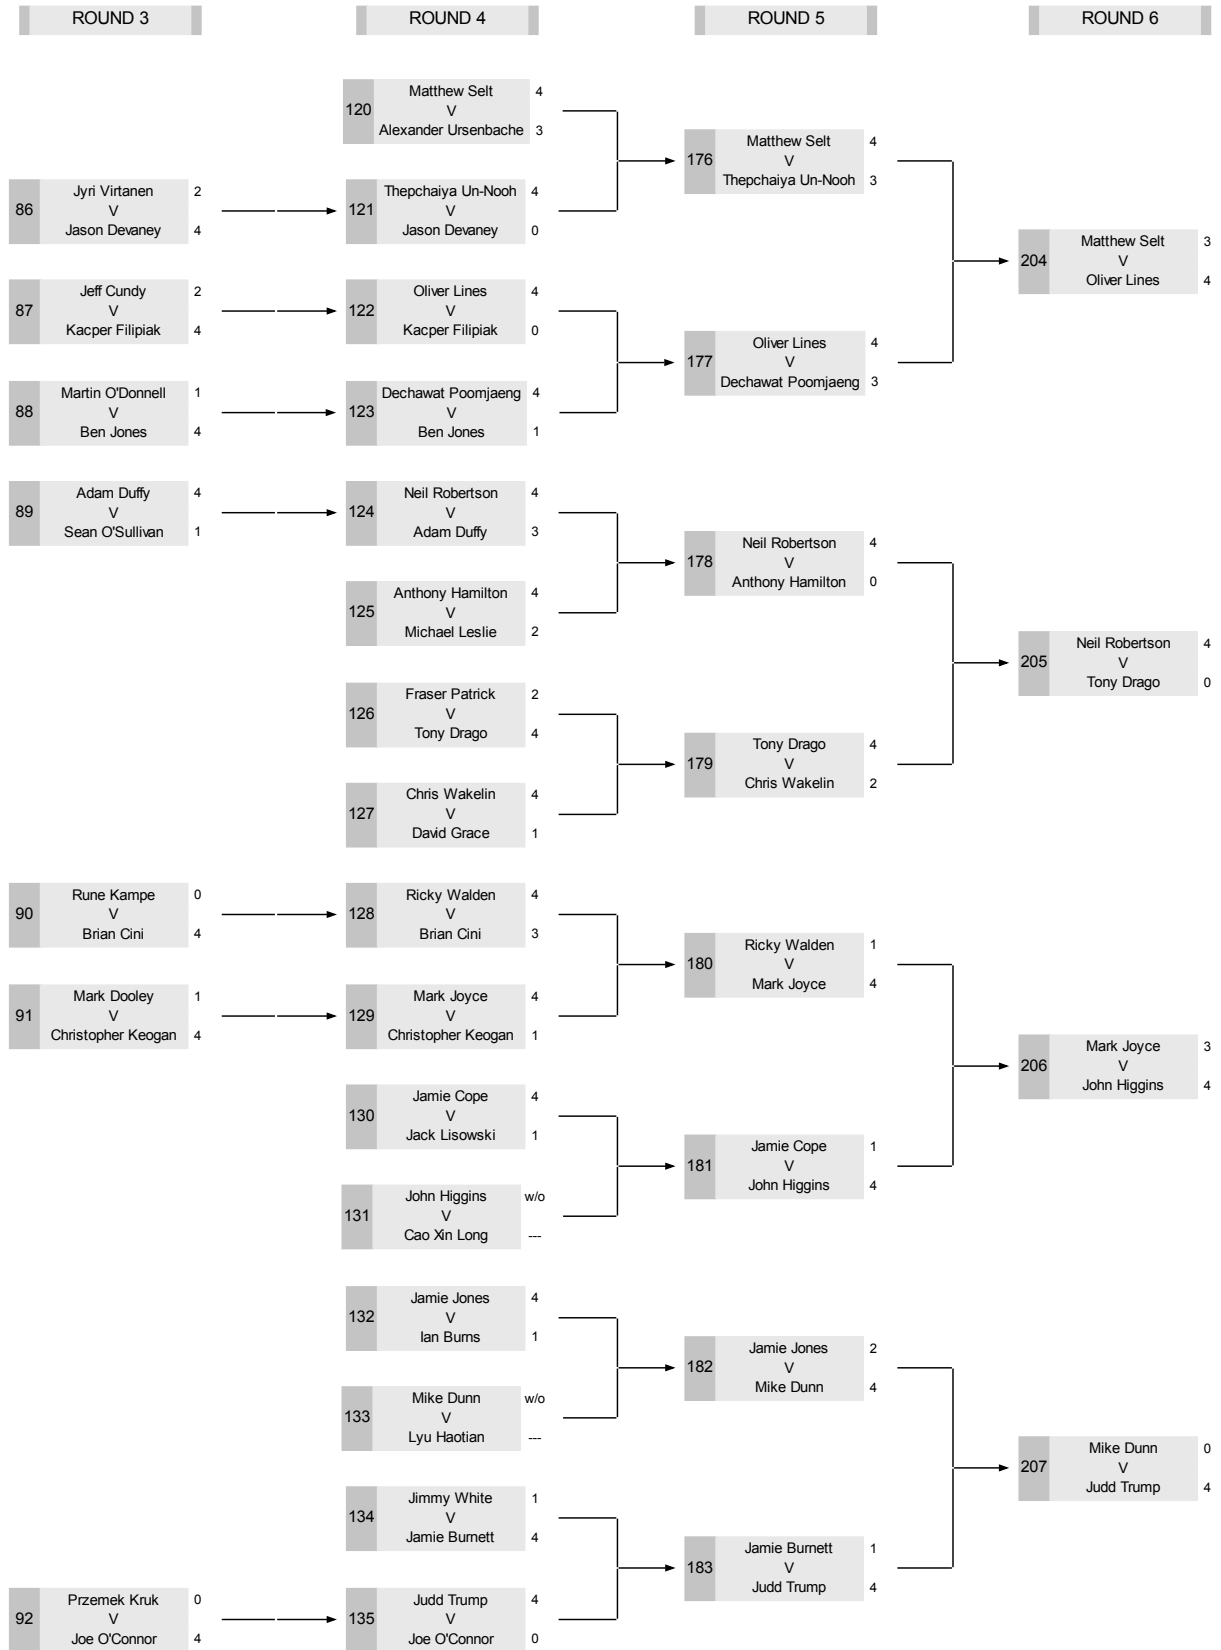 ROUND 3
ROUND 4
ROUND 5
ROUND 6
86
Jyri Virtanen 2
V
Jason Devaney 4
87
Jeff Cundy 2
V
Kacper Filipiak 4
88
Martin O'Donnell 1
V
Ben Jones 4
89
Adam Duffy 4
V
Sean O'Sullivan 1
90
Rune Kampe 0
V
Brian Cini 4
91
Mark Dooley 1
V
Christopher Keogan 4
92
Przemek Kruk 0
V
Joe O'Connor 4
120
Matthew Selt 4
V
Alexander Ursenbache 3
121
Thepchaiya Un-Nooh 4
V
Jason Devaney 0
122
Oliver Lines 4
V
Kacper Filipiak 0
123
Dechawat Poomjaeng 4
V
Ben Jones 1
124
Neil Robertson 4
V
Adam Duffy 3
125
Anthony Hamilton 4
V
Michael Leslie 2
126
Fraser Patrick 2
V
Tony Drago 4
127
Chris Wakelin 4
V
David Grace 1
128
Ricky Walden 4
V
Brian Cini 3
129
Mark Joyce 4
V
Christopher Keogan 1
130
Jamie Cope 4
V
Jack Lisowski 1
131
John Higgins w/o
V
Cao Xin Long ---
132
Jamie Jones 4
V
Ian Burns 1
133
Mike Dunn w/o
V
Lyu Haotian ---
134
Jimmy White 1
V
Jamie Burnett 4
135
Judd Trump 4
V
Joe O'Connor 0
176
Matthew Selt 4
V
Thepchaiya Un-Nooh 3
177
Oliver Lines 4
V
Dechawat Poomjaeng 3
178
Neil Robertson 4
V
Anthony Hamilton 0
179
Tony Drago 4
V
Chris Wakelin 2
180
Ricky Walden 1
V
Mark Joyce 4
181
Jamie Cope 1
V
John Higgins 4
182
Jamie Jones 2
V
Mike Dunn 4
183
Jamie Burnett 1
V
Judd Trump 4
204
Matthew Selt 3
V
Oliver Lines 4
205
Neil Robertson 4
V
Tony Drago 0
206
Mark Joyce 3
V
John Higgins 4
207
Mike Dunn 0
V
Judd Trump 4